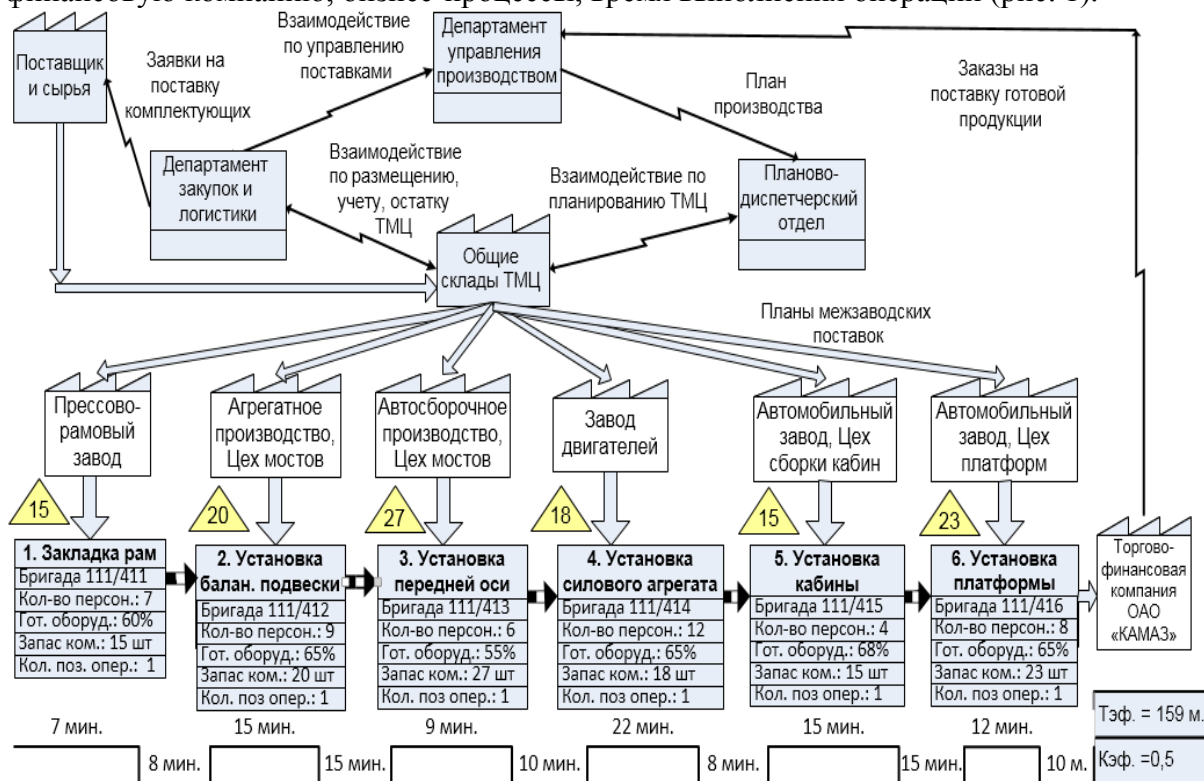 финансовую компанию, бизнес-процессы, время выполнения операций (рис. 1).
Поставщик
и сырья
Заявки на
поставку
комплектующих
Взаимодействие
по управлению
поставками
Департамент
управления
производством
План
производства
Заказы на
поставку готовой
продукции
Департамент
закупок и
логистики
Взаимодействие
по размещению,
учету, остатку
ТМЦ
Взаимодействие по
планированию ТМЦ
Планово-
диспетчерский
отдел
Общие
склады ТМЦ
Планы межзаводских
поставок
Прессово-
рамовый
завод
Агрегатное
производство,
Цех мостов
Автосборочное
производство,
Цех мостов
Завод
двигателей
Автомобильный
завод, Цех
сборки кабин
Автомобильный
завод, Цех
платформ
15
20
27
18
15
23
1. Закладка рам
Бригада 111/411
Кол-во персон.: 7
Гот. оборуд.: 60%
Запас ком.: 15 шт
Кол. поз. опер.: 1
2. Установка
балан. подвески
Бригада 111/412
Кол-во персон.: 9
Гот. оборуд.: 65%
Запас ком.: 20 шт
Кол. поз опер.: 1
3. Установка
передней оси
Бригада 111/413
Кол-во персон.: 6
Гот. оборуд.: 55%
Запас ком.: 27 шт
Кол. поз опер.: 1
4. Установка
силового агрегата
Бригада 111/414
Кол-во персон.: 12
Гот. оборуд.: 65%
Запас ком.: 18 шт
Кол. поз опер.: 1
5. Установка
кабины
Бригада 111/415
Кол-во персон.: 4
Гот. оборуд.: 68%
Запас ком.: 15 шт
Кол. поз опер.: 1
6. Установка
платформы
Бригада 111/416
Кол-во персон.: 8
Гот. оборуд.: 65%
Запас ком.: 23 шт
Кол. поз опер.: 1
Торгово-
финансовая
компания
ОАО
«КАМАЗ»
7 мин.
15 мин.
9 мин.
22 мин.
15 мин.
12 мин.
Тэф. = 159 м.
8 мин.
15 мин.
10 мин.
8 мин.
15 мин.
10 м.
Кэф. =0,5